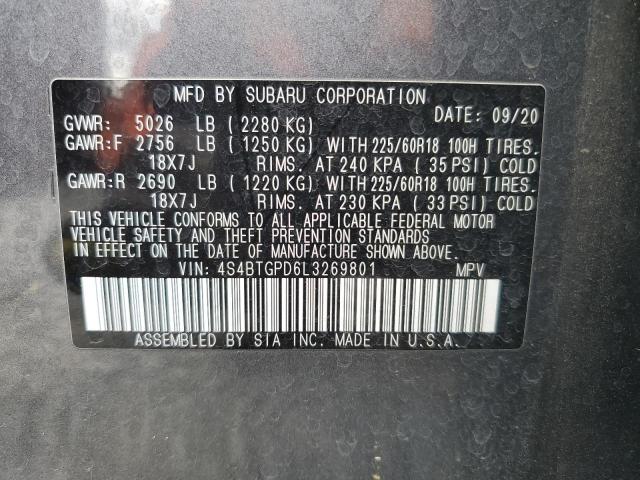 MFD BY SUBARU CORPORATION
DATE: 09/20
GVWR: 5026 LB (2280 KG)
GAWR:F 2756 LB (1250 KG) WITH 225/60R18 100H TIRES.
18X7J RIMS. AT 240 KPA (35 PSI) COLD
GAWR:R 2690 LB (1220 KG) WITH 225/60R18 100H TIRES.
18X7J RIMS. AT 230 KPA (33 PSI) COLD
THIS VEHICLE CONFORMS TO ALL APPLICABLE FEDERAL MOTOR
VEHICLE SAFETY AND THEFT PREVENTION STANDARDS
IN EFFECT ON THE DATE OF MANUFACTURE SHOWN ABOVE.
VIN: 4S4BTGPD6L3269801 MPV
ASSEMBLED BY SIA INC. MADE IN U.S.A.